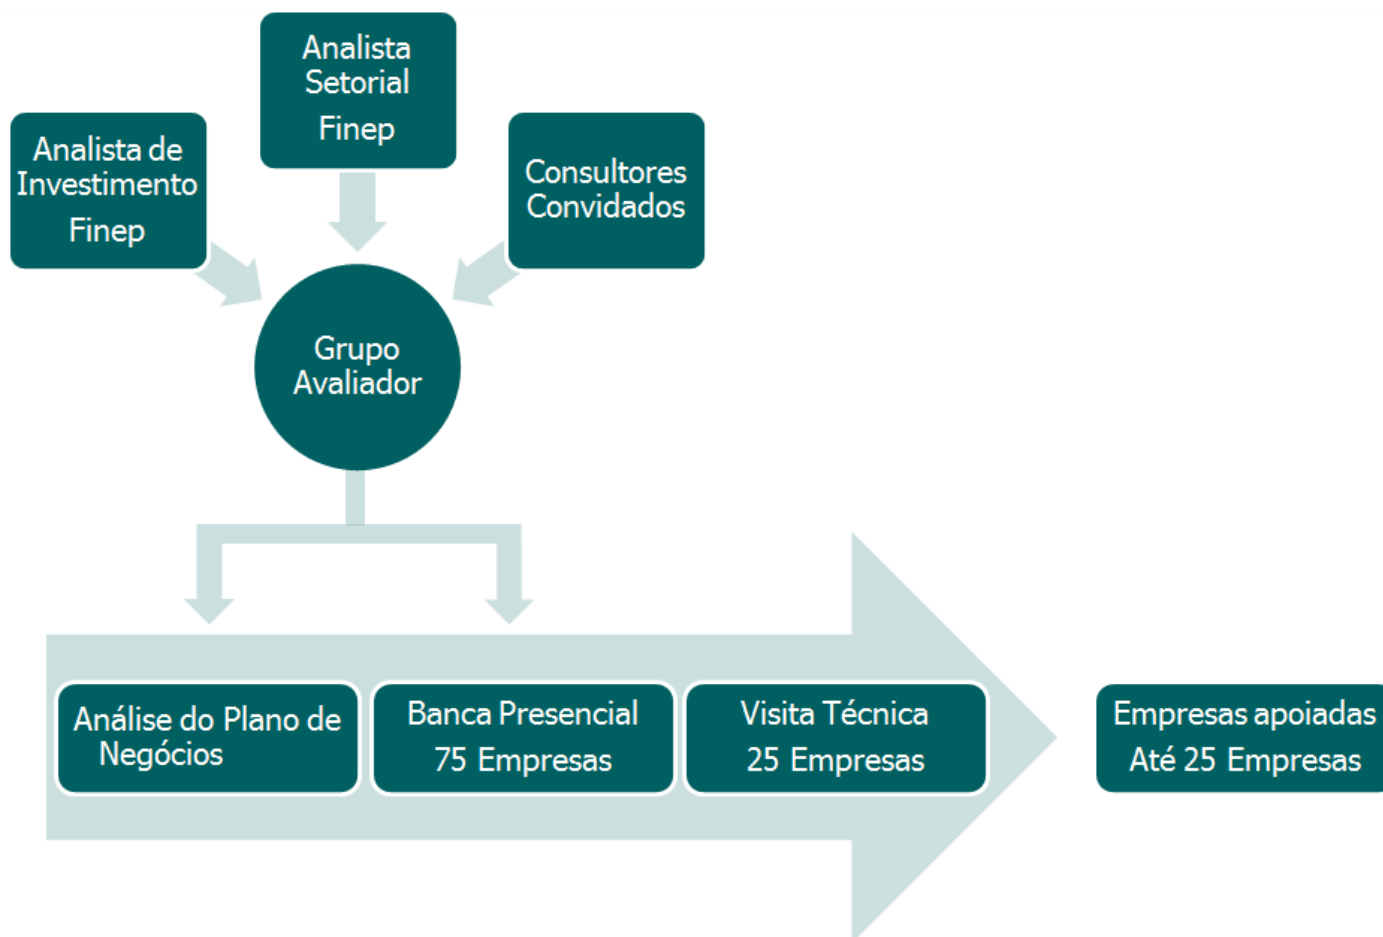 Analista
Setorial
Finep
Analista de
Investimento
Finep
Consultores
Convidados
Grupo
Avaliador
Análise do Plano de
Negócios
Banca Presencial
75 Empresas
Visita Técnica
25 Empresas
Empresas apoiadas
Até 25 Empresas